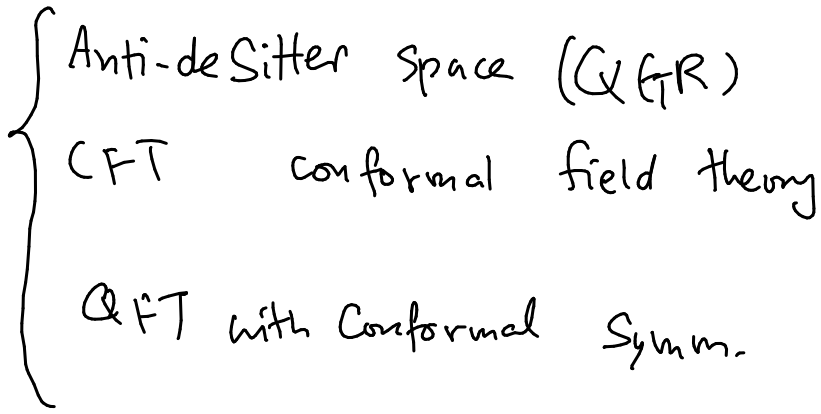 Anti-de Sitter space (QGR)
CFT conformal field theory
QFT with Conformal Symm.